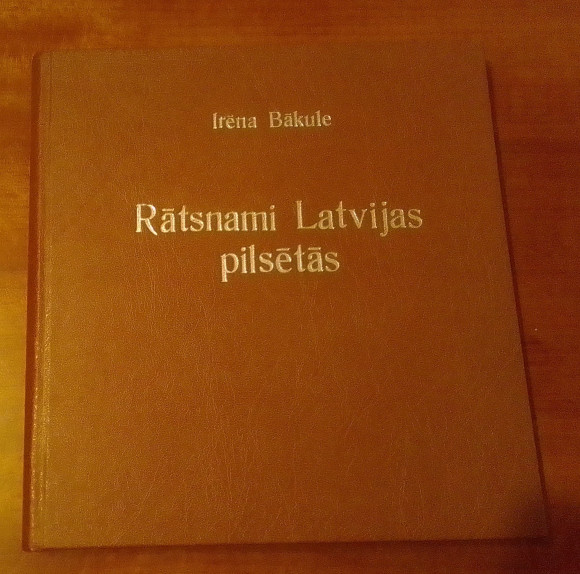 Irēna Bākule
Rātsnami Latvijas
pilsētās